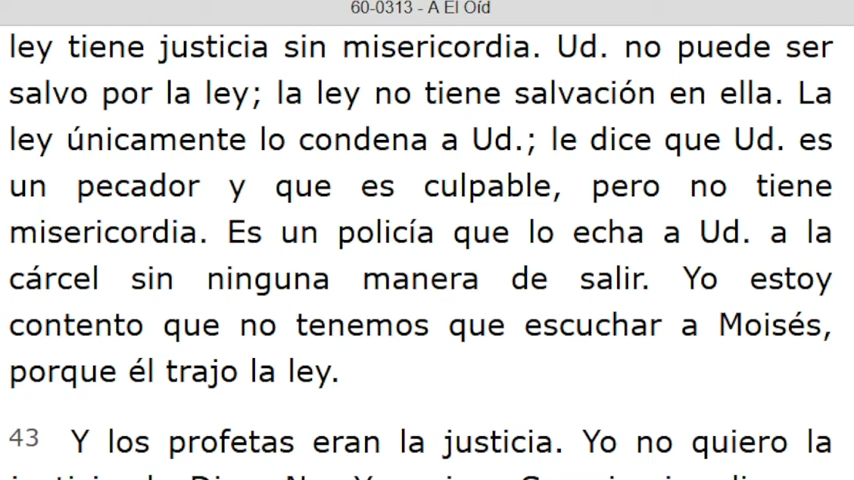 60-0313 - A El Oíd
ley tiene justicia sin misericordia. Ud. no puede ser
salvo por la ley; la ley no tiene salvación en ella. La
ley únicamente lo condena a Ud.; le dice que Ud. es
un pecador y que es culpable, pero no tiene
misericordia. Es un policía que lo echa a Ud. a la
cárcel sin ninguna manera de salir. Yo estoy
contento que no tenemos que escuchar a Moisés,
porque él trajo la ley.
43 Y los profetas eran la justicia. Yo no quiero la